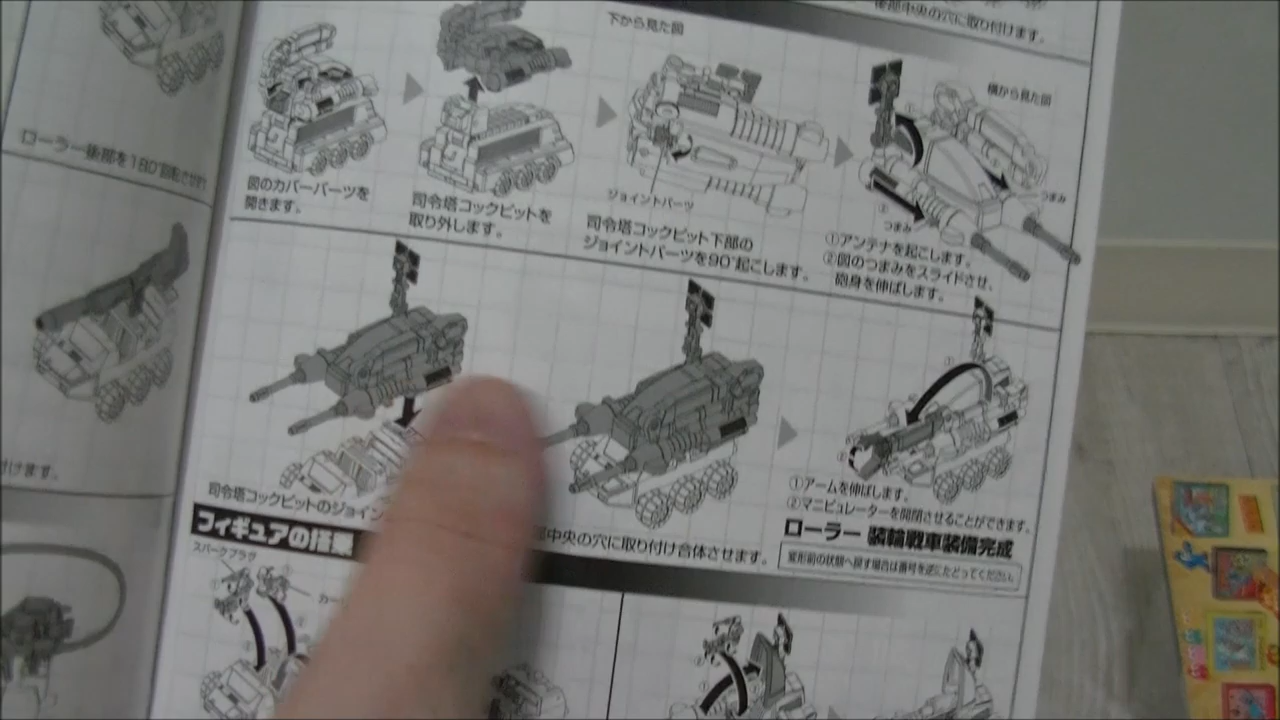 後部中央の穴に取り付けます。
下から見た図
横から見た図
ローラー後部を180°回転させ
ジョイントパーツ
つまみ
つまみ
図のカバーパーツを
開きます。
司令塔コックピットを
取り外します。
司令塔コックピット下部の
ジョイントパーツを90°起こします。
①アンテナを起こします。
②図のつまみをスライドさせ、
砲身を伸ばします。
付けます。
司令塔コックピットのジョイン
部中央の穴に取り付け合体させます。
①アームを伸ばします。
②マニピュレーターを開閉させることができます。
ローラー 装輪戦車装備完成
変形前の状態へ戻す場合は番号を逆にたどってください。
フィギュアの搭乗
スパークプラグ
カー